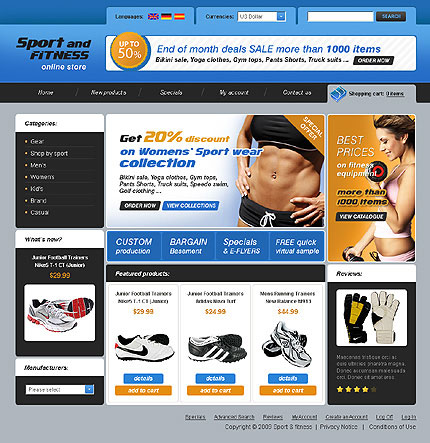 Languages:
Currencies:
US Dollar
SEARCH
Sport and
FITNESS
online store
UP TO
50%
End of month deals SALE more than 1000 items
Bikini sale, Yoga clothes, Gym tops, Pants Shorts, Truck suits ...
ORDER NOW
Home
New products
Specials
My account
Contact us
Shopping cart: 0 items
Categories:
Gear
Shop by sport
Men's
Women's
Kid's
Brand
Casual
Get 20% discount
on Womens' Sport wear
collection
Bikini sale, Yoga clothes, Gym tops,
Pants Shorts, Truck suits, Speedo swim,
Golf clothing ...
ORDER NOW
VIEW COLLECTIONS
SPECIAL
OFFER
BEST
PRICES
on fitness
equipment
more than
1000 items
VIEW CATALOGUE
CUSTOM
production
BARGAIN
Basement
Specials
& E-FLYERS
FREE quick
virtual sample
What's new?
Junior Football Trainers
Nike5 T-1 CT (Junior)
$29.99
Manufacturers:
Please select
Featured products:
Junior Football Trainers
Nike5 T-1 CT (Junior)
$29.99
details
add to cart
Junior Football Trainers
Adidas Nova Turf
$24.99
details
add to cart
Mens Running Trainers
New Balance
$44.99
details
add to cart
Reviews:
Maecenas tristique orci ac
duis ultricies pharetra magna.
Donec accumsan malesuada
orci. Donec sit amet eros.
Specials
Advanced Search
Reviews
My Account
Create an Account
Log Off
Log In
Copyright © 2009 Sport & fitness | Privacy Notice | Conditions of Use